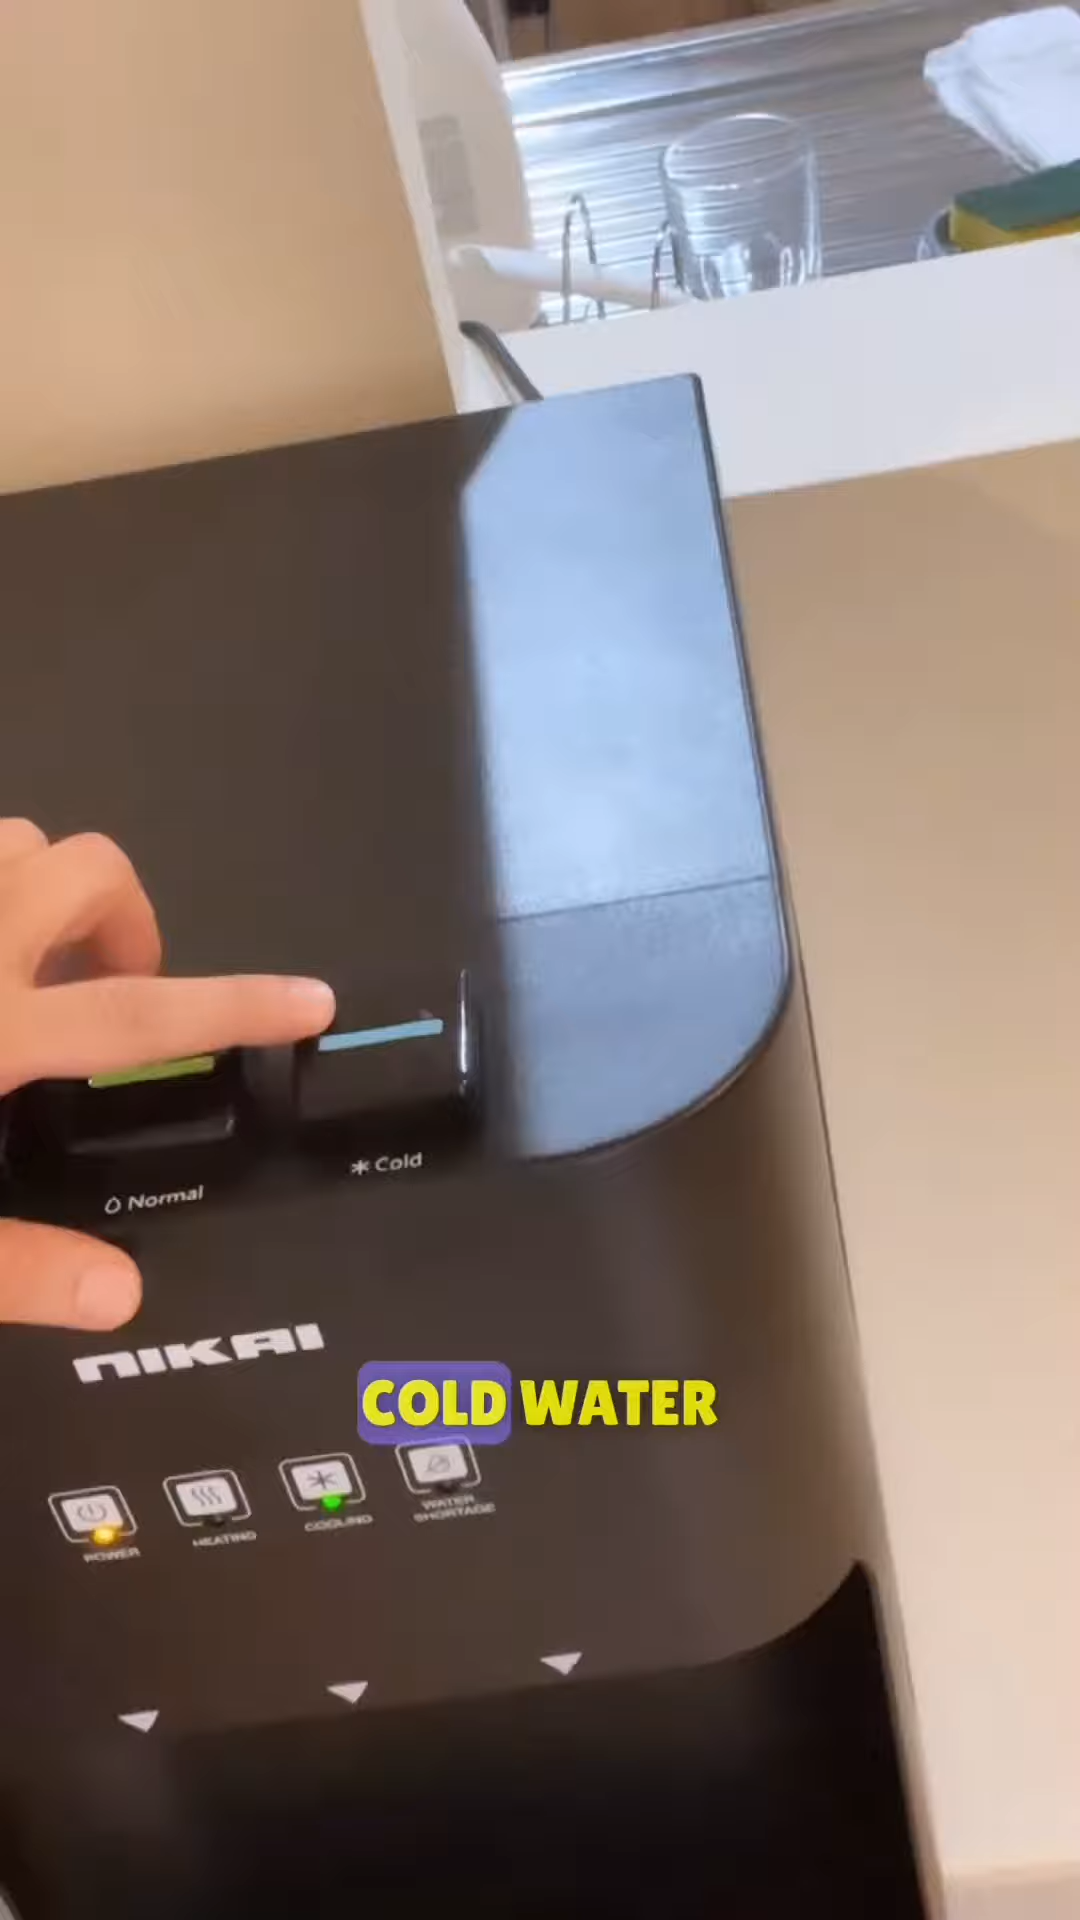 Normal
Cold
NIKAI
COLD WATER
POWER
HEATING
COOLING
WATER
SHORTAGE